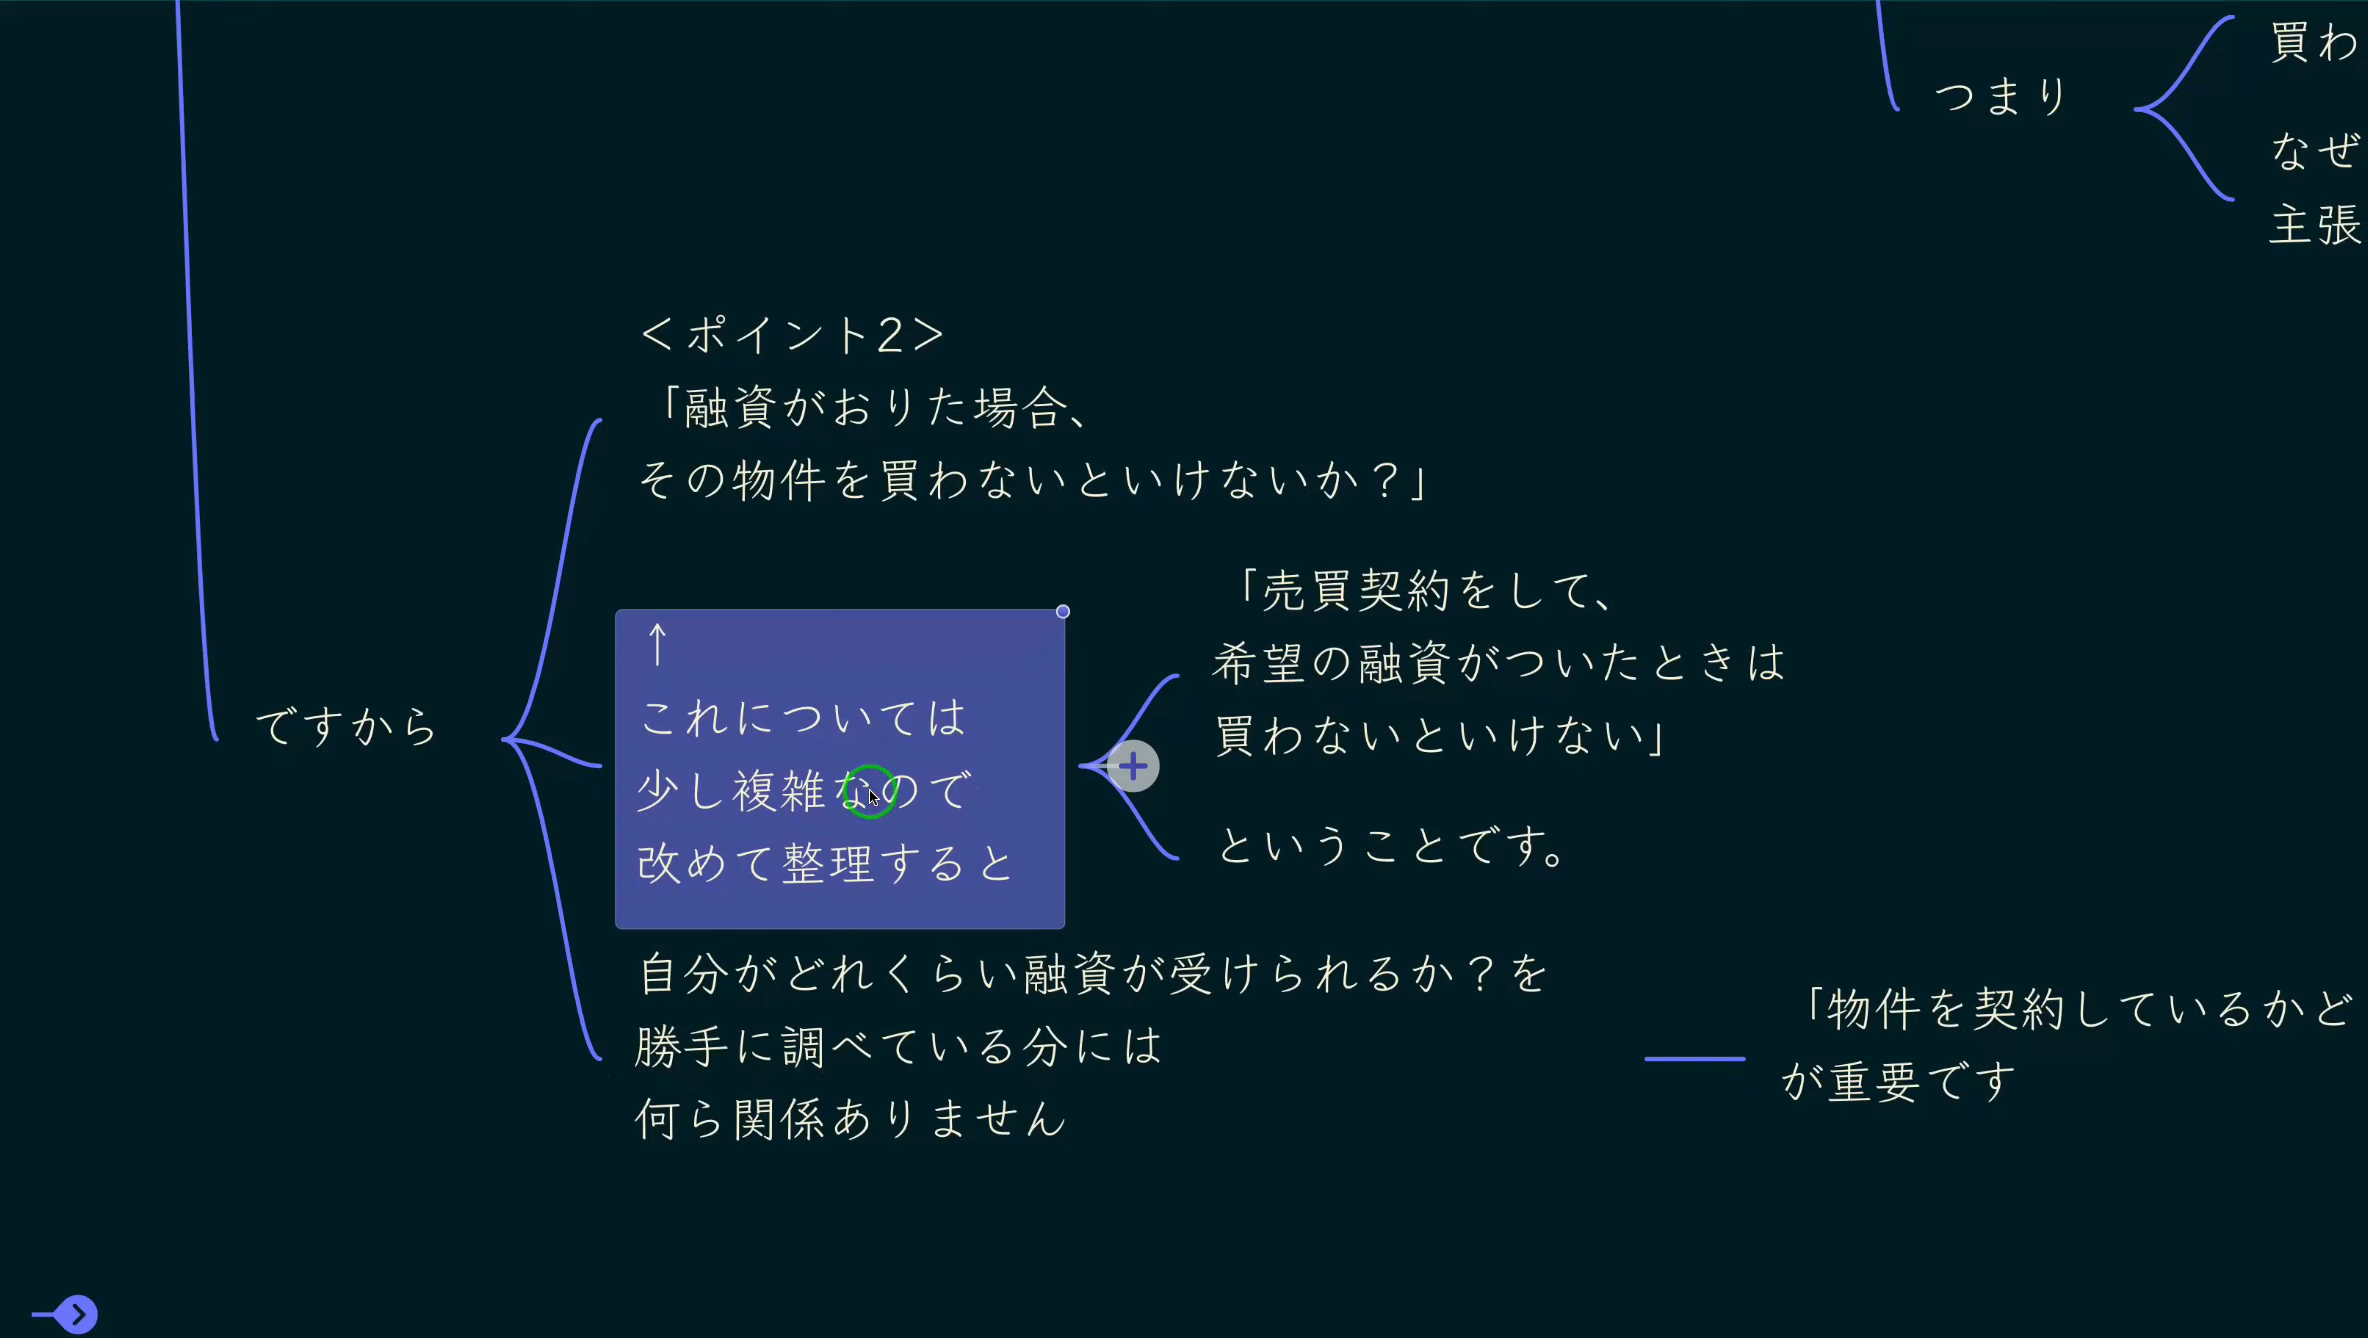 買わ
つまり
なぜ
主張
＜ポイント2＞
「融資がおりた場合、
その物件を買わないといけないか？」
ですから
↑
これについては
少し複雑なので
改めて整理すると
「売買契約をして、
希望の融資がついたときは
買わないといけない」
ということです。
自分がどれくらい融資が受けられるか？を
勝手に調べている分には
何ら関係ありません
「物件を契約しているかど
が重要です